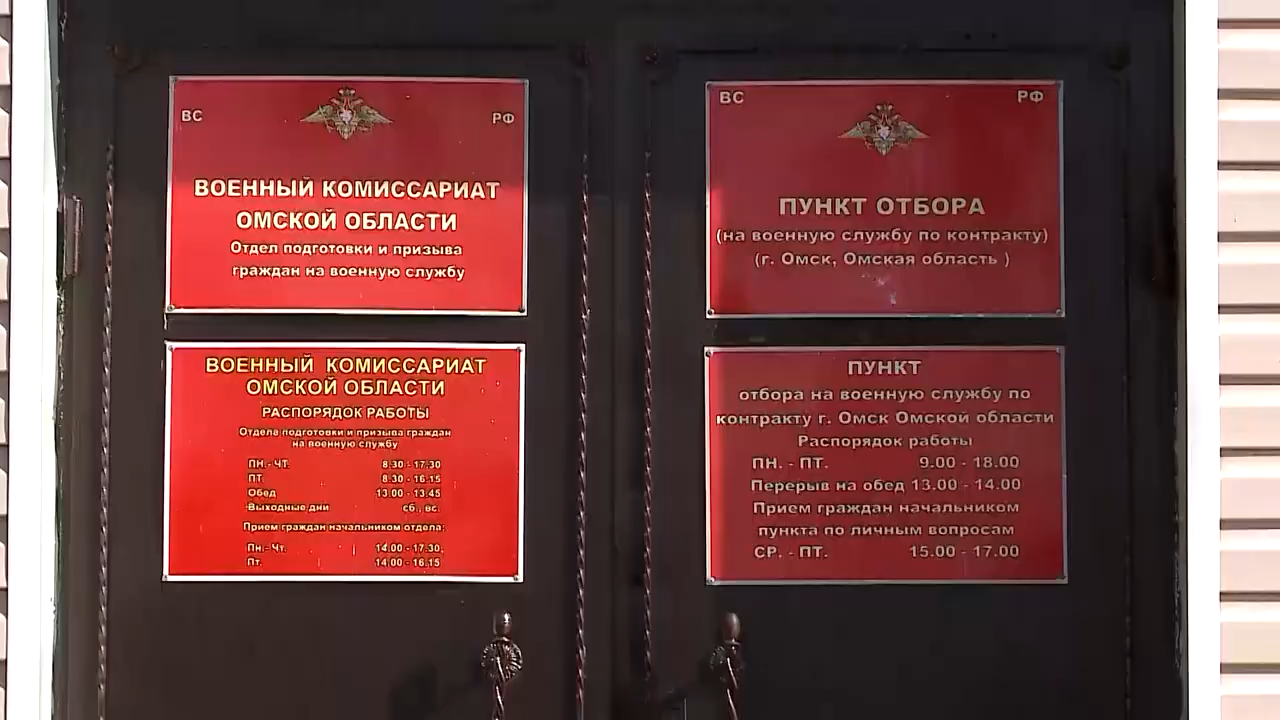 ВС РФ
ВОЕННЫЙ КОМИССАРИАТ
ОМСКОЙ ОБЛАСТИ
Отдел подготовки и призыва
граждан на военную службу
ВОЕННЫЙ КОМИССАРИАТ
ОМСКОЙ ОБЛАСТИ
РАСПОРЯДОК РАБОТЫ
Отдела подготовки и призыва граждан
на военную службу
ПН.- ЧТ. 8:30 - 17:30
ПТ. 8:30 - 16:15
Обед 13:00 - 13:45
Выходные дни сб., вс.
Прием граждан начальником отдела:
Пн.- Чт. 14:00 - 17:30,
Пт. 14:00 - 16:15
ВС РФ
ПУНКТ ОТБОРА
(на военную службу по контракту)
(г. Омск, Омская область )
ПУНКТ
отбора на военную службу по
контракту г. Омск Омской области
Распорядок работы
ПН. - ПТ. 9.00 - 18.00
Перерыв на обед 13.00 - 14.00
Прием граждан начальником
пункта по личным вопросам
СР. - ПТ. 15.00 - 17.00